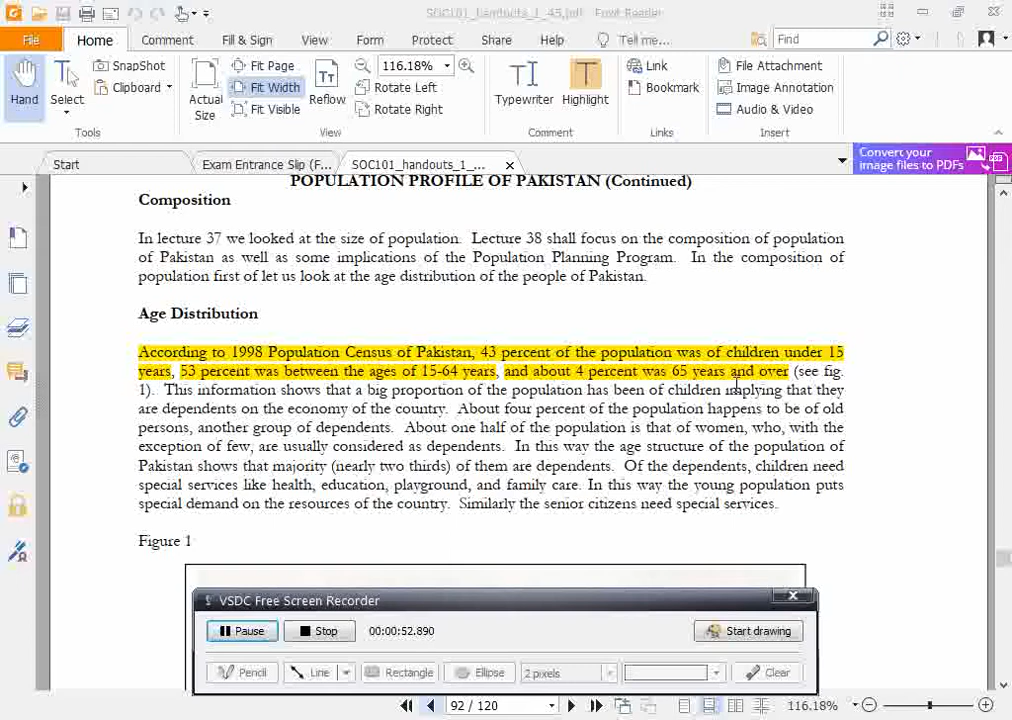 SOC101_handouts_1_45.pdf - Foxit Reader
File
Home
Comment
Fill & Sign
View
Form
Protect
Share
Help
Tell me...
Find
Hand
Select
SnapShot
Clipboard
Tools
Actual Size
Fit Page
Fit Width
Fit Visible
Reflow
116.18%
Rotate Left
Rotate Right
View
Typewriter
Highlight
Comment
Link
Bookmark
Links
File Attachment
Image Annotation
Audio & Video
Insert
Start
Exam Entrance Slip (F...
SOC101_handouts_1_...
Convert your
image files to PDFs
POPULATION PROFILE OF PAKISTAN (Continued)
Composition
In lecture 37 we looked at the size of population. Lecture 38 shall focus on the composition of population
of Pakistan as well as some implications of the Population Planning Program. In the composition of
population first of let us look at the age distribution of the people of Pakistan.
Age Distribution
According to 1998 Population Census of Pakistan, 43 percent of the population was of children under 15
years, 53 percent was between the ages of 15-64 years, and about 4 percent was 65 years and over (see fig.
1). This information shows that a big proportion of the population has been of children implying that they
are dependents on the economy of the country. About four percent of the population happens to be of old
persons, another group of dependents. About one half of the population is that of women, who, with the
exception of few, are usually considered as dependents. In this way the age structure of the population of
Pakistan shows that majority (nearly two thirds) of them are dependents. Of the dependents, children need
special services like health, education, playground, and family care. In this way the young population puts
special demand on the resources of the country. Similarly the senior citizens need special services.
Figure 1
VSDC Free Screen Recorder
Pause
Stop
00:00:52.890
Start drawing
Pencil
Line
Rectangle
Ellipse
2 pixels
Clear
92 / 120
116.18%